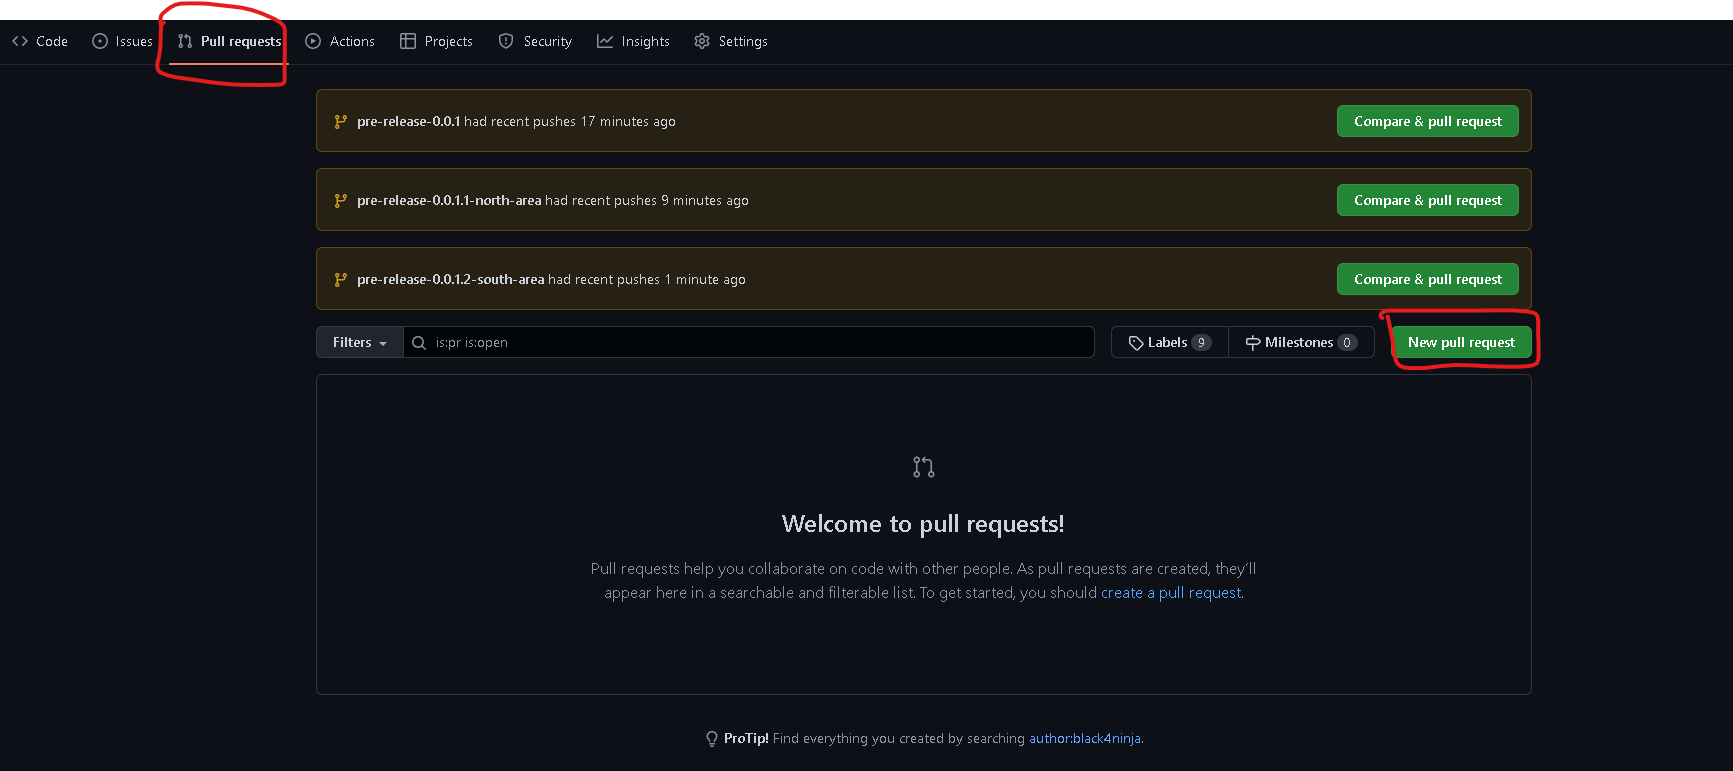 Code Issues Pull requests Actions Projects Security Insights Settings
pre-release-0.0.1 had recent pushes 17 minutes ago Compare & pull request
pre-release-0.0.1.1-north-area had recent pushes 9 minutes ago Compare & pull request
pre-release-0.0.1.2-south-area had recent pushes 1 minute ago Compare & pull request
Filters is:pr is:open Labels 9 Milestones 0 New pull request
Welcome to pull requests!
Pull requests help you collaborate on code with other people. As pull requests are created, they'll
appear here in a searchable and filterable list. To get started, you should create a pull request.
ProTip! Find everything you created by searching author:black4ninja.